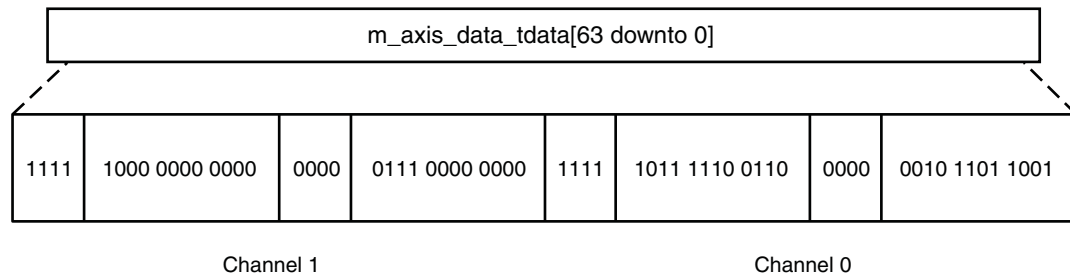 m_axis_data_tdata[63 downto 0]
1111 1000 0000 0000 0000 0111 0000 0000 1111 1011 1110 0110 0000 0010 1101 1001
Channel 1 Channel 0